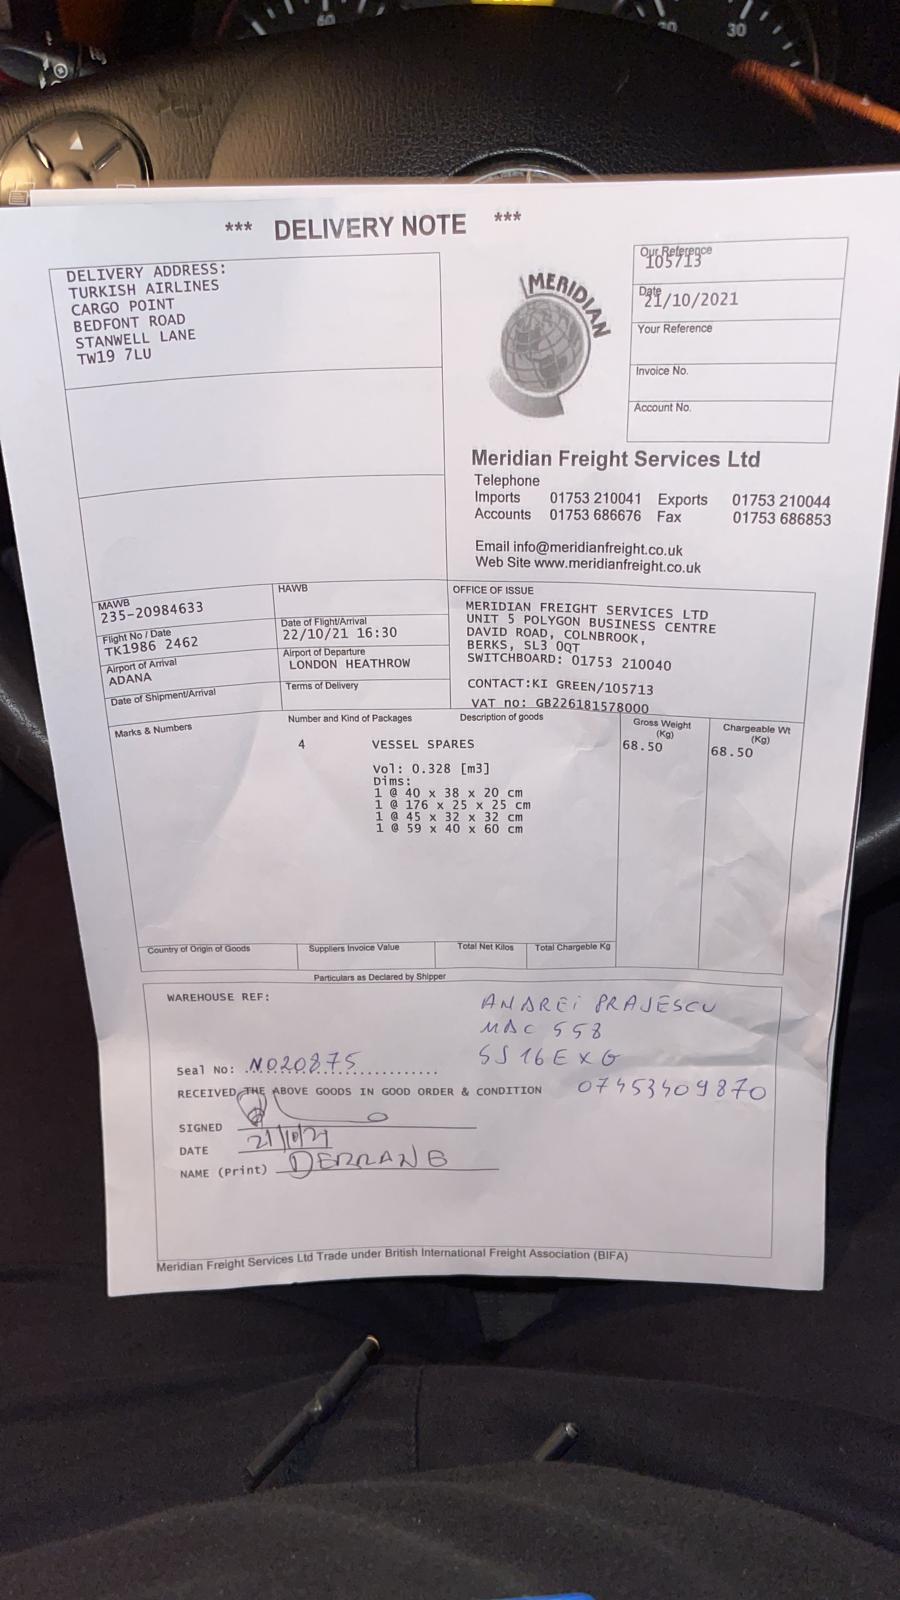 *** DELIVERY NOTE ***
DELIVERY ADDRESS:
TURKISH AIRLINES
CARGO POINT
BEDFONT ROAD
STANWELL LANE
TW19 7LU
MERIDIAN
Our Reference
105713
Date
21/10/2021
Your Reference
Invoice No.
Account No.
Meridian Freight Services Ltd
Telephone
Imports 01753 210041 Exports 01753 210044
Accounts 01753 686676 Fax 01753 686853
Email info@meridianfreight.co.uk
Web Site www.meridianfreight.co.uk
MAWB
235-20984633
HAWB
Flight No / Date
TK1986 2462
Date of Flight/Arrival
22/10/21 16:30
Airport of Arrival
ADANA
Airport of Departure
LONDON HEATHROW
Date of Shipment/Arrival
Terms of Delivery
OFFICE OF ISSUE
MERIDIAN FREIGHT SERVICES LTD
UNIT 5 POLYGON BUSINESS CENTRE
DAVID ROAD, COLNBROOK,
BERKS, SL3 0QT
SWITCHBOARD: 01753 210040
CONTACT:KI GREEN/105713
VAT no: GB226181578000
Marks & Numbers
Number and Kind of Packages
Description of goods
Gross Weight (Kg)
Chargeable Wt (Kg)
4 VESSEL SPARES 68.50 68.50
Vol: 0.328 [m3]
Dims:
1 @ 40 x 38 x 20 cm
1 @ 176 x 25 x 25 cm
1 @ 45 x 32 x 32 cm
1 @ 59 x 40 x 60 cm
Country of Origin of Goods
Suppliers Invoice Value
Total Net Kilos
Total Chargeable Kg
Particulars as Declared by Shipper
WAREHOUSE REF:
ANDREI PRAJESCU
MAC 558
SJ16EXG
07453409870
Seal No: N020875
RECEIVED THE ABOVE GOODS IN GOOD ORDER & CONDITION
SIGNED
DATE 21/10/21
NAME (Print)
Meridian Freight Services Ltd Trade under British International Freight Association (BIFA)
30